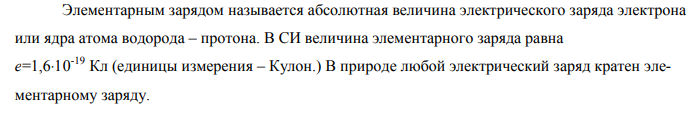 Элементарным зарядом называется абсолютная величина электрического заряда электрона
или ядра атома водорода – протона. В СИ величина элементарного заряда равна
e=1,6·10⁻¹⁹ Кл (единицы измерения – Кулон.) В природе любой электрический заряд кратен эле-
ментарному заряду.